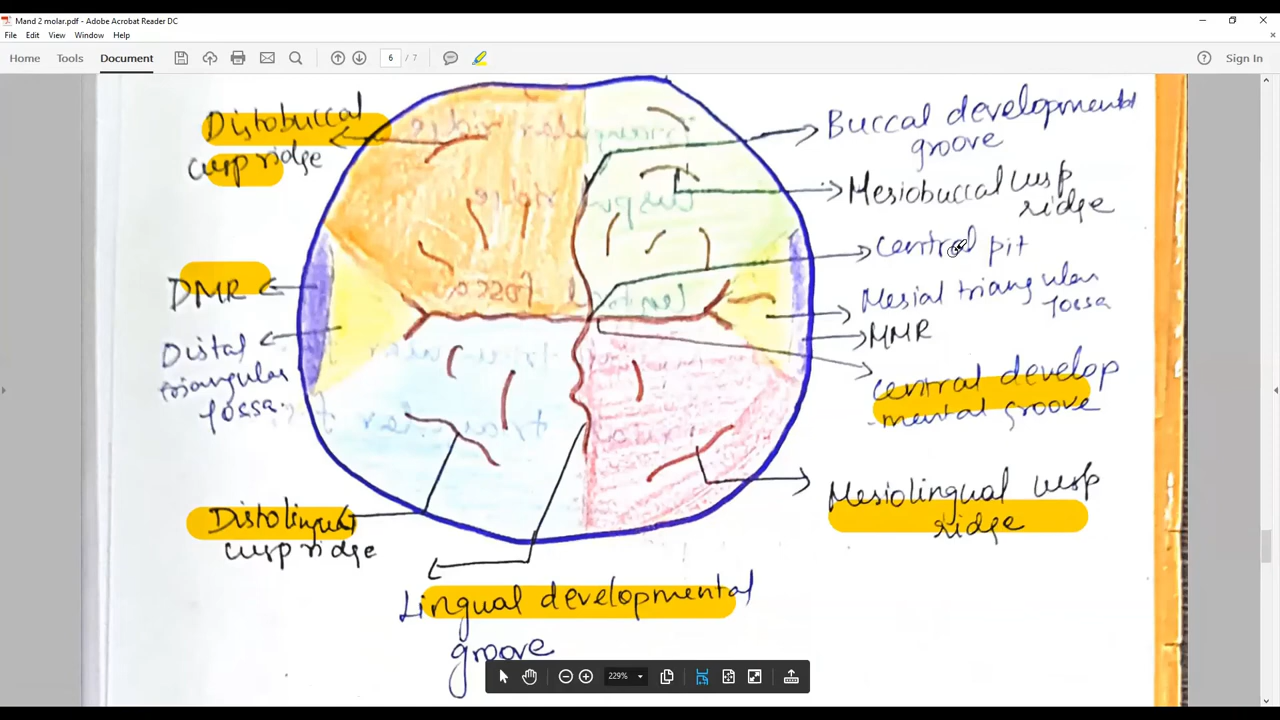 Mand 2 molar.pdf - Adobe Acrobat Reader DC
File Edit View Window Help
Home Tools Document 6 / 7 Sign In
Distobuccal
cusp ridge
DMR
Distal
triangular
fossa.
Distolingual
cusp ridge
Lingual developmental
groove
Buccal developmental
groove
Mesiobuccal cusp
ridge
Central pit
Mesial triangular
fossa
MMR
Central develop
-mental groove
Mesiolingual cusp
ridge
229%